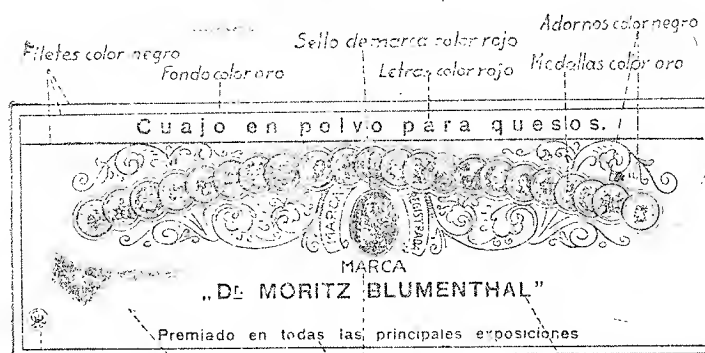 Adornos color negro
Sello de marca color rojo
Filetes color negro
Fondo color oro
Letras color rojo
Medallas color oro
Cuajo en polvo para quesos.
MARCA
REGISTRADA
MARCA
„Dr. MORITZ BLUMENTHAL”
Premiado en todas las principales exposiciones